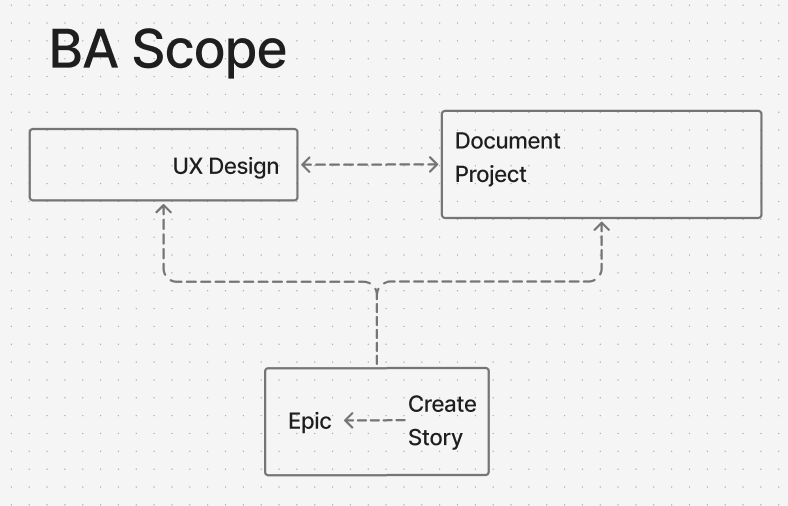 BA Scope
UX Design
Document
Project
Epic
Create
Story